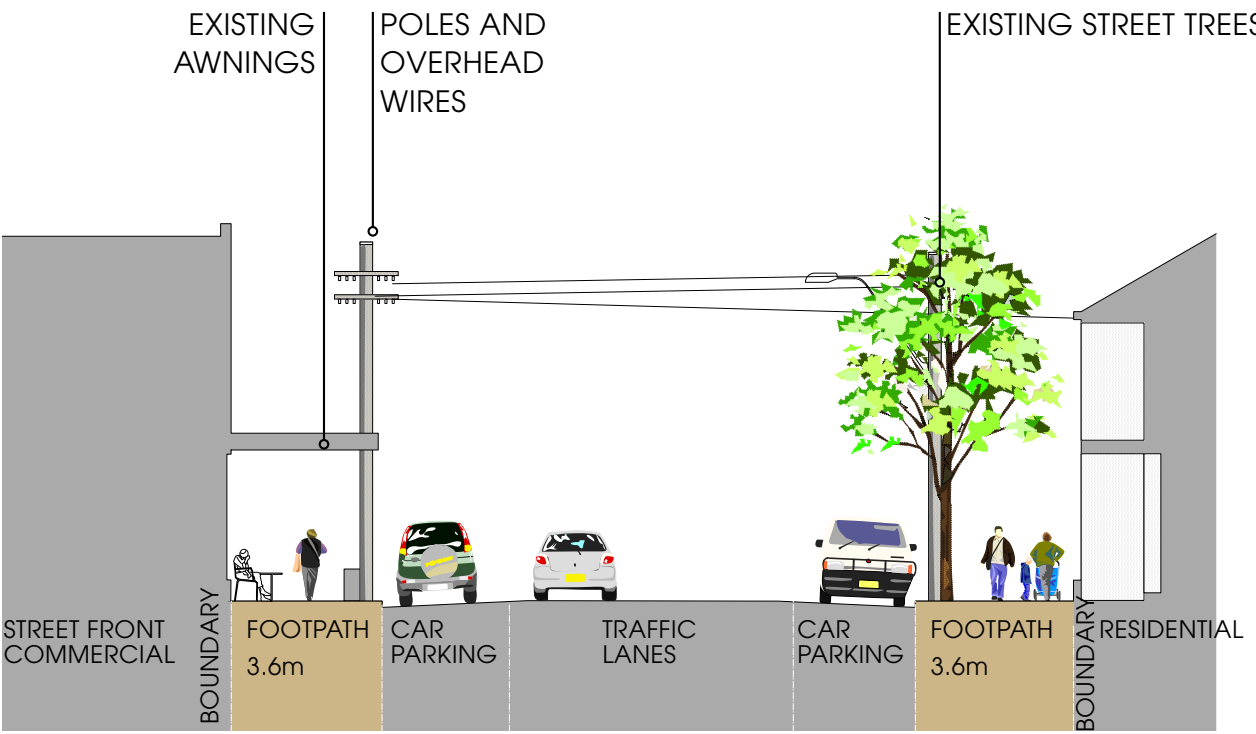 EXISTING
AWNINGS
POLES AND
OVERHEAD
WIRES
EXISTING STREET TREES
STREET FRONT
COMMERCIAL
BOUNDARY
FOOTPATH
3.6m
CAR
PARKING
TRAFFIC
LANES
CAR
PARKING
FOOTPATH
3.6m
BOUNDARY
RESIDENTIAL